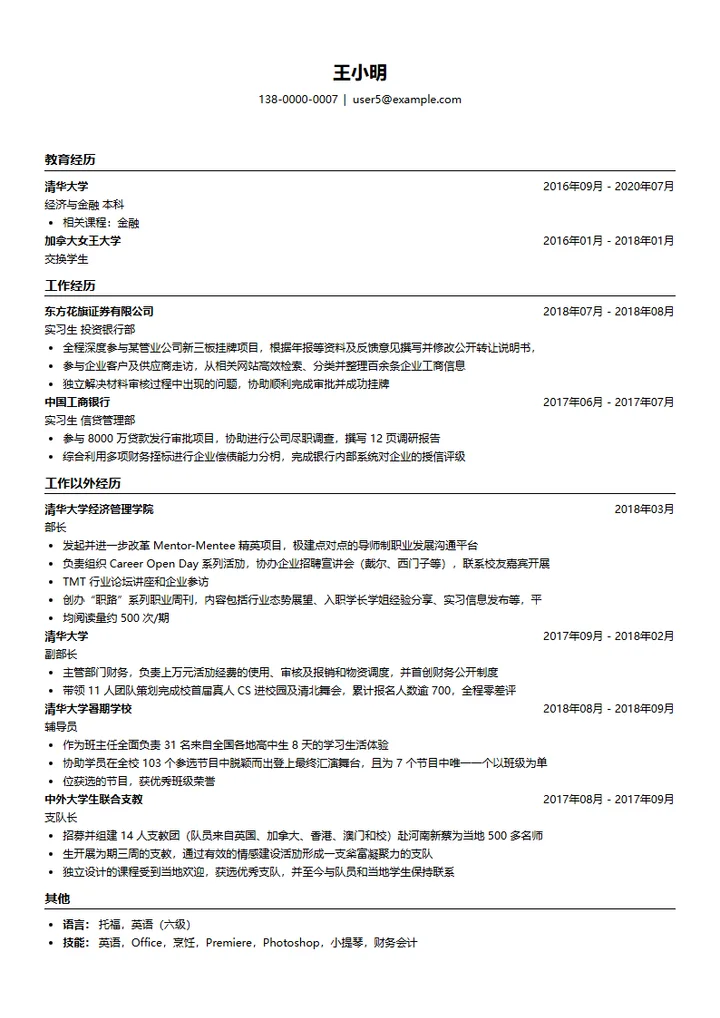 王小明
138-0000-0007 | user5@example.com
教育经历
清华大学 2016年09月 - 2020年07月
经济与金融 本科
• 相关课程：金融
加拿大女王大学 2016年01月 - 2018年01月
交换学生
工作经历
东方花旗证券有限公司 2018年07月 - 2018年08月
实习生 投资银行部
• 全程深度参与某营业公司新三板挂牌项目，根据年报等资料及反馈意见撰写并修改公开转让说明书，
• 参与企业客户及供应商走访，从相关网站高效检索、分类并整理百余条企业工商信息
• 独立解决材料审核过程中出现的问题，协助顺利完成审批并成功挂牌
中国工商银行 2017年06月 - 2017年07月
实习生 信贷管理部
• 参与 8000 万贷款发行审批项目，协助进行公司尽职调查，撰写 12 页调研报告
• 综合利用多项财务择标进行企业偿债能力分钥，完成银行内部系统对企业的授信评级
工作以外经历
清华大学经济管理学院 2018年03月
部长
• 发起并进一步改革 Mentor-Mentee 精英项目，极建点对点的导师制职业发展沟通平台
• 负责组织 Career Open Day 系列活动，协办企业招聘宣讲会（戴尔、西门子等），联系校友嘉宾开展
• TMT 行业论坛讲座和企业参访
• 创办“职路”系列职业周刊，内容包括行业态势展望、入职学长学姐经验分享、实习信息发布等，平
• 均阅读量约 500 次/期
清华大学 2017年09月 - 2018年02月
副部长
• 主管部门财务，负责上万元活动经费的使用、审核及报销和物资调度，并首创财务公开制度
• 带领 11 人团队策划完成校首届真人 CS 进校园及清北舞会，累计报名人数逾 700，全程零差评
清华大学暑期学校 2018年08月 - 2018年09月
辅导员
• 作为班主任全面负责 31 名来自全国各地高中生 8 天的学习生活体验
• 协助学员在全校 103 个参选节目中脱颖而出登上最终汇演舞台，且为 7 个节目中唯一一个以班级为单
• 位获选的节目，获优秀班级荣誉
中外大学生联合支教 2017年08月 - 2017年09月
支队长
• 招募并组建 14 人支教团（队员来自英国、加拿大、香港、澳门和校）赴河南新蔡为当地 500 多名师
• 生开展为期三周的支教，通过有效的情感建设活动形成一支枲富凝聚力的支队
• 独立设计的课程受到当地欢迎，获选优秀支队，并至今与队员和当地学生保持联系
其他
• 语言： 托福，英语（六级）
• 技能： 英语，Office，烹饪，Premiere，Photoshop，小提琴，财务会计